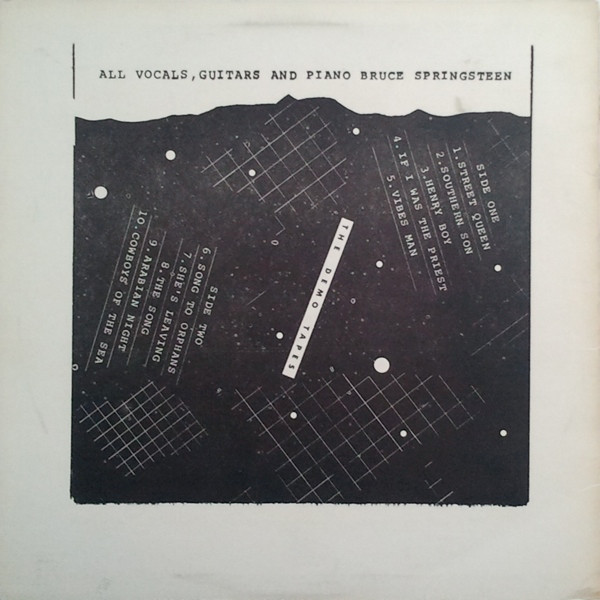 ALL VOCALS,GUITARS AND PIANO BRUCE SPRINGSTEEN
SIDE ONE
1.STREET QUEEN
2.SOUTHERN SON
3.HENRY BOY
4.IF I WAS THE PRIEST
5.VIBES MAN
THE DEMO TAPES
SIDE TWO
6.SONG TO ORPHANS
7.SHE'S LEAVING
8.THE SONG
9.ARABIAN NIGHT
10.COWBOYS OF THE SEA